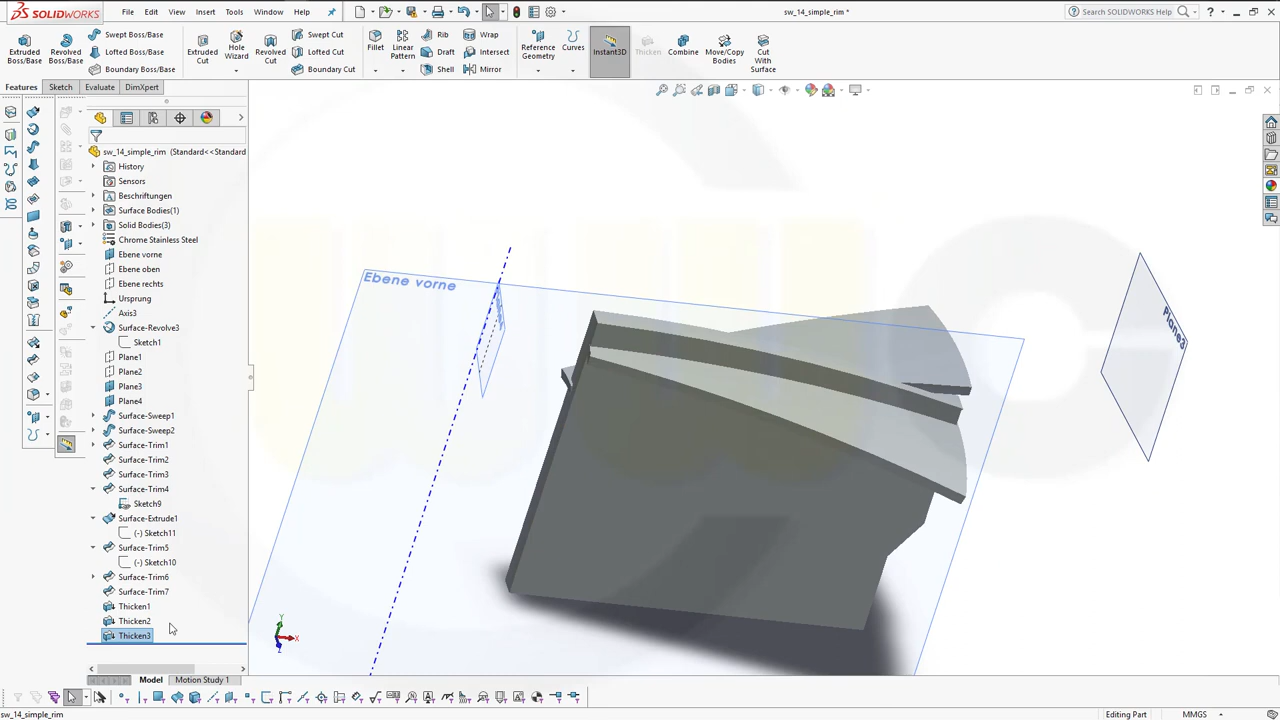 SOLIDWORKS
File Edit View Insert Tools Window Help
sw_14_simple_rim *
Search SOLIDWORKS Help
Extruded Boss/Base
Revolved Boss/Base
Swept Boss/Base
Lofted Boss/Base
Boundary Boss/Base
Extruded Cut
Hole Wizard
Revolved Cut
Swept Cut
Lofted Cut
Boundary Cut
Fillet
Linear Pattern
Rib
Draft
Shell
Wrap
Intersect
Mirror
Reference Geometry
Curves
Instant3D
Thicken
Combine
Move/Copy Bodies
Cut With Surface
Features Sketch Evaluate DimXpert
sw_14_simple_rim (Standard<<Standard
History
Sensors
Beschriftungen
Surface Bodies(1)
Solid Bodies(3)
Chrome Stainless Steel
Ebene vorne
Ebene oben
Ebene rechts
Ursprung
Axis3
Surface-Revolve3
Sketch1
Plane1
Plane2
Plane3
Plane4
Surface-Sweep1
Surface-Sweep2
Surface-Trim1
Surface-Trim2
Surface-Trim3
Surface-Trim4
Sketch9
Surface-Extrude1
(-) Sketch11
Surface-Trim5
(-) Sketch10
Surface-Trim6
Surface-Trim7
Thicken1
Thicken2
Thicken3
Ebene vorne
Plane3
Y
X
Z
Model Motion Study 1
sw_14_simple_rim
Editing Part
MMGS